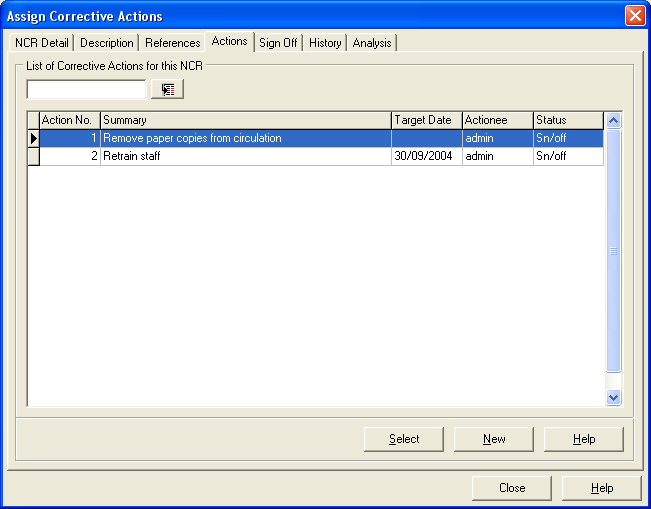 Assign Corrective Actions
NCR Detail Description References Actions Sign Off History Analysis
List of Corrective Actions for this NCR
Action No. Summary Target Date Actionee Status
1 Remove paper copies from circulation admin Sn/off
2 Retrain staff 30/09/2004 admin Sn/off
Select New Help
Close Help